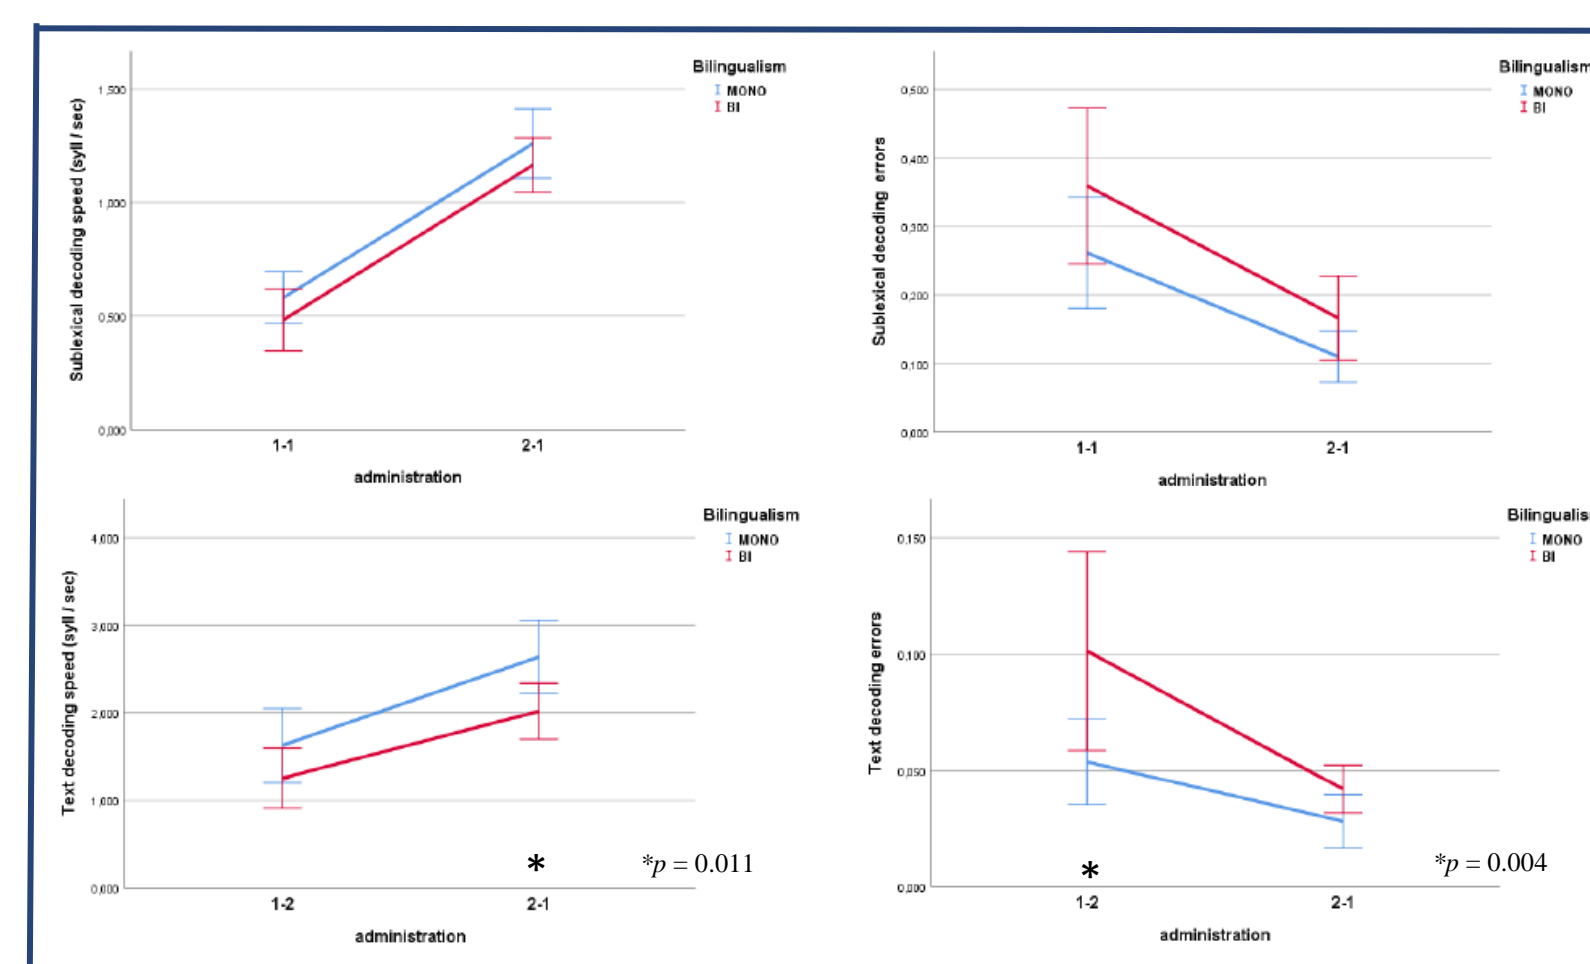 Bilingualism
MONO
BI
Sublexical decoding speed (syll / sec)
1,500
1,000
0,500
0,000
1-1
2-1
administration
Bilingualism
MONO
BI
Sublexical decoding errors
0,500
0,400
0,300
0,200
0,100
0,000
1-1
2-1
administration
Bilingualism
MONO
BI
Text decoding speed (syll / sec)
4,000
3,000
2,000
1,000
0,000
*
*p = 0.011
1-2
2-1
administration
Bilingualis
MONO
BI
Text decoding errors
0,150
0,100
0,050
0,000
*
*p = 0.004
1-2
2-1
administration